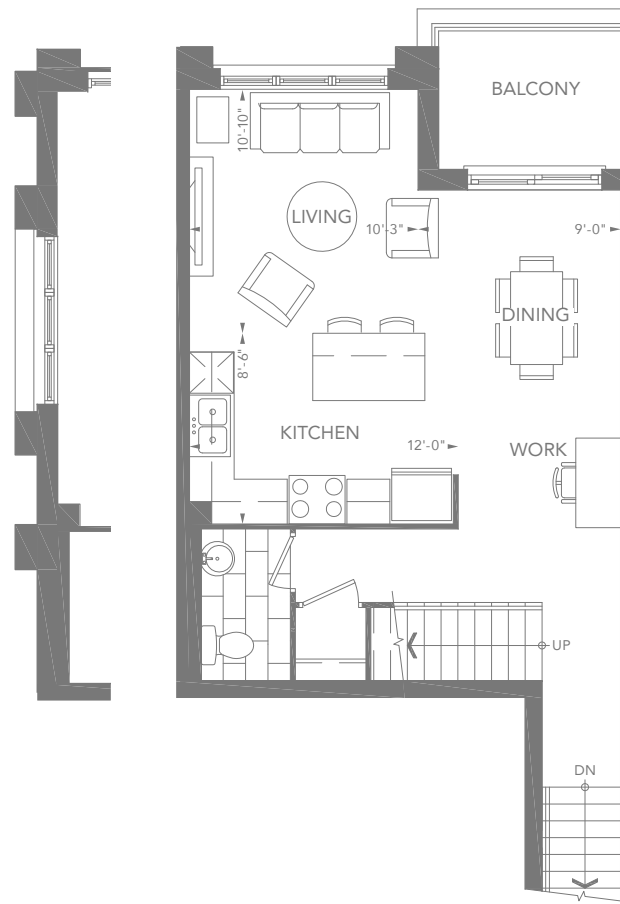 BALCONY
10'-10"
LIVING
10'-3"
9'-0"
DINING
8'-6"
KITCHEN
12'-0"
WORK
UP
DN